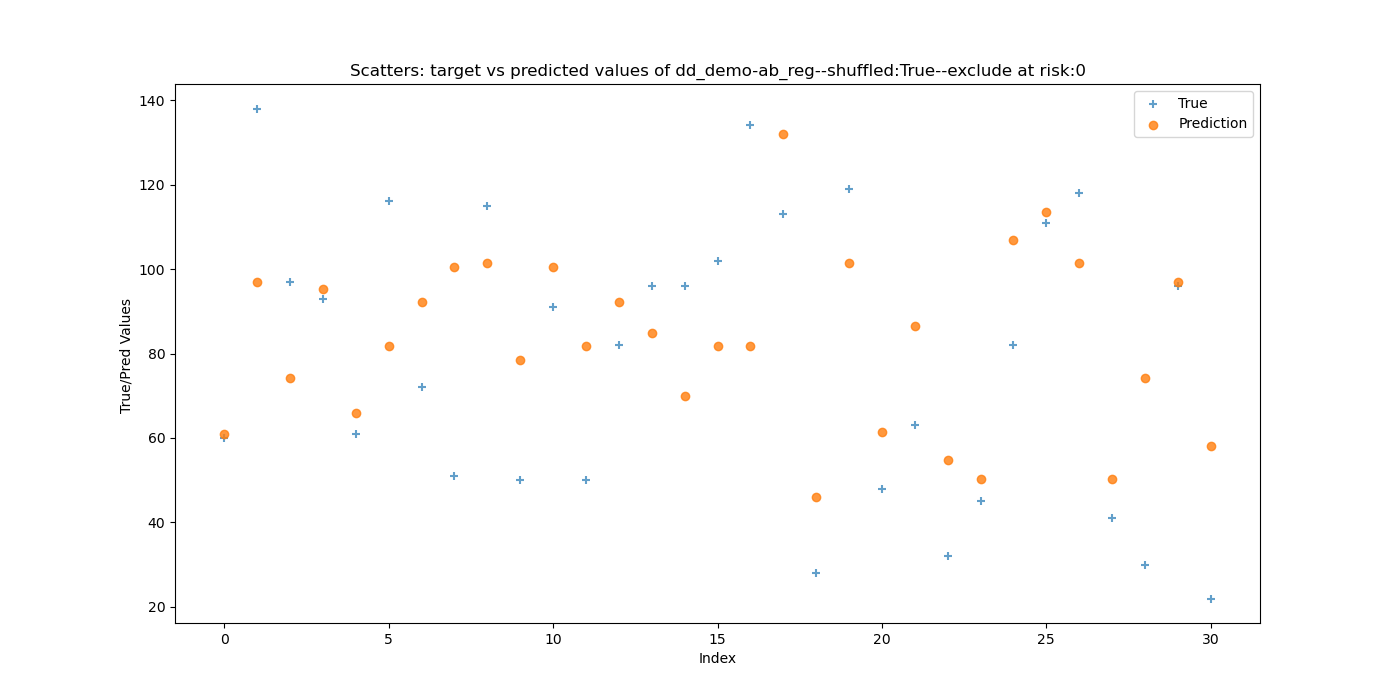 Scatters: target vs predicted values of dd_demo-ab_reg--shuffled:True--exclude at risk:0
True
Prediction
True/Pred Values
140
120
100
80
60
40
20
0 5 10 15 20 25 30
Index